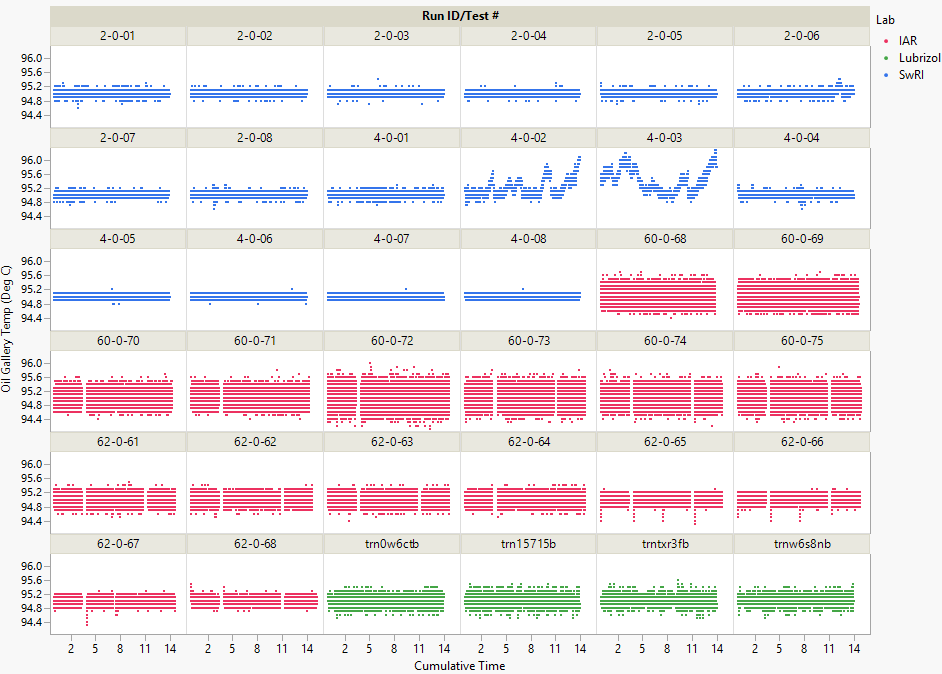 Run ID/Test #
Lab
IAR
Lubrizol
SwRI
2-0-01 2-0-02 2-0-03 2-0-04 2-0-05 2-0-06
96.0
95.6
95.2
94.8
94.4
2-0-07 2-0-08 4-0-01 4-0-02 4-0-03 4-0-04
96.0
95.6
95.2
94.8
94.4
4-0-05 4-0-06 4-0-07 4-0-08 60-0-68 60-0-69
96.0
95.6
95.2
94.8
94.4
Oil Gallery Temp (Deg C)
60-0-70 60-0-71 60-0-72 60-0-73 60-0-74 60-0-75
96.0
95.6
95.2
94.8
94.4
62-0-61 62-0-62 62-0-63 62-0-64 62-0-65 62-0-66
96.0
95.6
95.2
94.8
94.4
62-0-67 62-0-68 trn0w6ctb trn15715b trntxr3fb trnw6s8nb
96.0
95.6
95.2
94.8
94.4
2 5 8 11 14 2 5 8 11 14 2 5 8 11 14 2 5 8 11 14 2 5 8 11 14 2 5 8 11 14
Cumulative Time